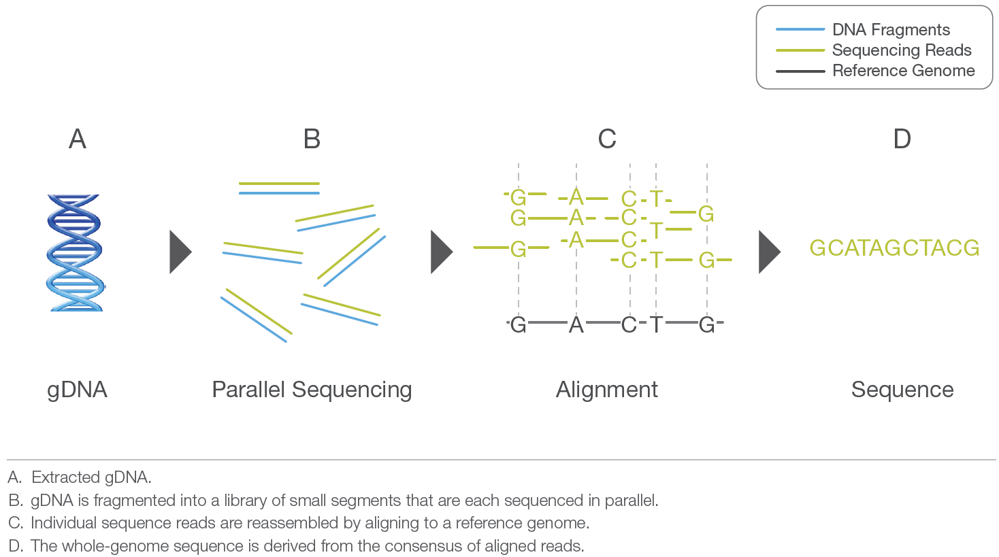 DNA Fragments
Sequencing Reads
Reference Genome
A
B
C
D
G A C T
G A C G
A C T
G C T G
G A C T G
GCATAGCTACG
gDNA
Parallel Sequencing
Alignment
Sequence
A. Extracted gDNA.
B. gDNA is fragmented into a library of small segments that are each sequenced in parallel.
C. Individual sequence reads are reassembled by aligning to a reference genome.
D. The whole-genome sequence is derived from the consensus of aligned reads.